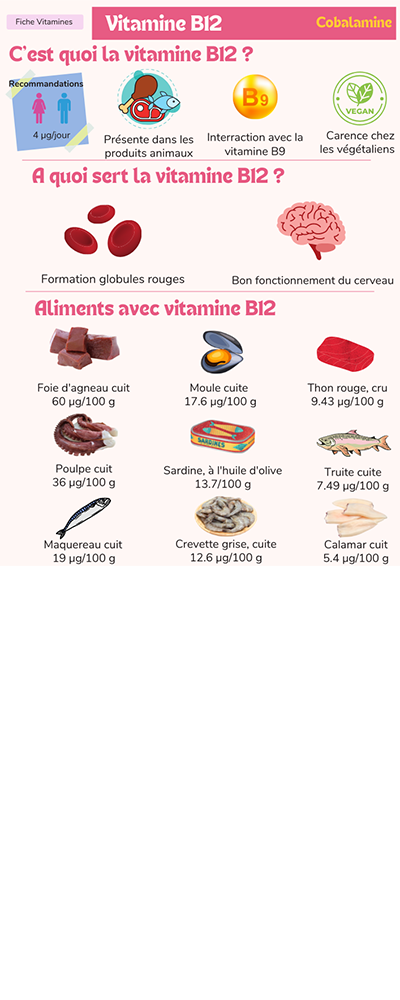 Fiche Vitamines
Vitamine B12
Cobalamine
C'est quoi la vitamine B12 ?
Recommandations
4 µg/jour
Présente dans les
produits animaux
B9
Interraction avec la
vitamine B9
VEGAN
Carence chez
les végétaliens
A quoi sert la vitamine B12 ?
Formation globules rouges
Bon fonctionnement du cerveau
Aliments avec vitamine B12
Foie d'agneau cuit
60 µg/100 g
Moule cuite
17.6 µg/100 g
Thon rouge, cru
9.43 µg/100 g
Poulpe cuit
36 µg/100 g
SARDINES
Sardine, à l'huile d'olive
13.7/100 g
Truite cuite
7.49 µg/100 g
Maquereau cuit
19 µg/100 g
Crevette grise, cuite
12.6 µg/100 g
Calamar cuit
5.4 µg/100 g